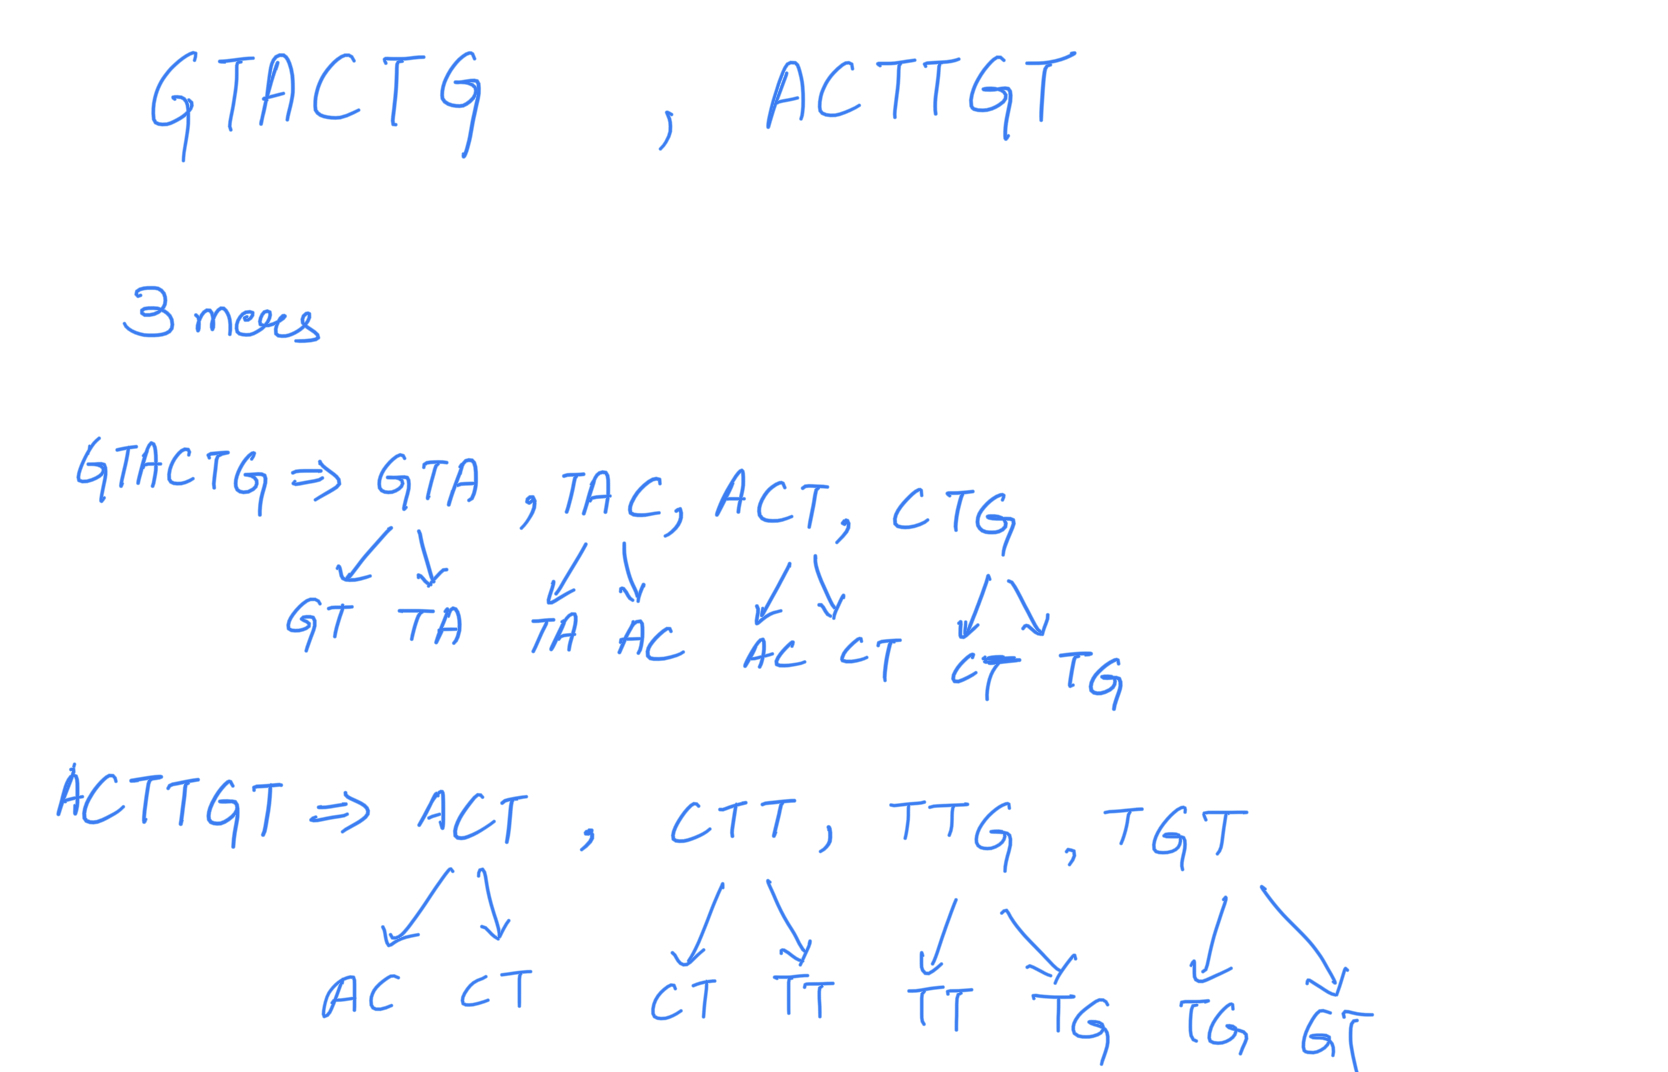 GTACTG , ACTTGT
3 mers
GTACTG ⇒ GTA , TAC, ACT, CTG
GT TA TA AC AC CT CT TG
ACTTGT ⇒ ACT , CTT , TTG , TGT
AC CT CT TT TT TG TG GT